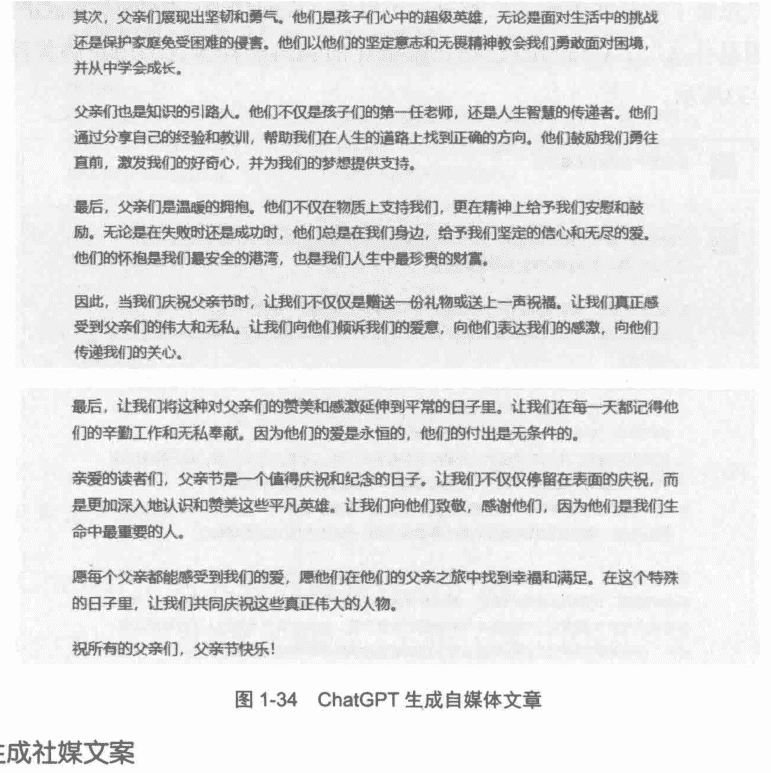 其次，父亲们展现出坚韧和勇气。他们是孩子们心中的超级英雄，无论是面对生活中的挑战
还是保护家庭免受困难的侵害。他们以他们的坚定意志和无畏精神教会我们勇敢面对困境，
并从中学会成长。
父亲们也是知识的引路人。他们不仅是孩子们的第一任老师，还是人生智慧的传递者。他们
通过分享自己的经验和教训，帮助我们在人生的道路上找到正确的方向。他们鼓励我们勇往
直前，激发我们的好奇心，并为我们的梦想提供支持。
最后，父亲们是温暖的拥抱。他们不仅在物质上支持我们，更在精神上给予我们安慰和鼓
励。无论是在失败时还是成功时，他们总是在我们身边，给予我们坚定的信心和无尽的爱。
他们的怀抱是我们最安全的港湾，也是我们人生中最珍贵的财富。
因此，当我们庆祝父亲节时，让我们不仅仅是赠送一份礼物或送上一声祝福。让我们真正感
受到父亲们的伟大和无私。让我们向他们倾诉我们的爱意，向他们表达我们的感激，向他们
传递我们的关心。
最后，让我们将这种对父亲们的赞美和感激延伸到平常的日子里。让我们在每一天都记得他
们的辛勤工作和无私奉献。因为他们的爱是永恒的，他们的付出是无条件的。
亲爱的读者们，父亲节是一个值得庆祝和纪念的日子。让我们不仅仅停留在表面的庆祝，而
是更加深入地认识和赞美这些平凡英雄。让我们向他们致敬，感谢他们，因为他们是我们生
命中最重要的人。
愿每个父亲都能感受到我们的爱，愿他们在他们的父亲之旅中找到幸福和满足。在这个特殊
的日子里，让我们共同庆祝这些真正伟大的人物。
祝所有的父亲们，父亲节快乐！
图 1-34 ChatGPT 生成自媒体文章
生成社媒文案